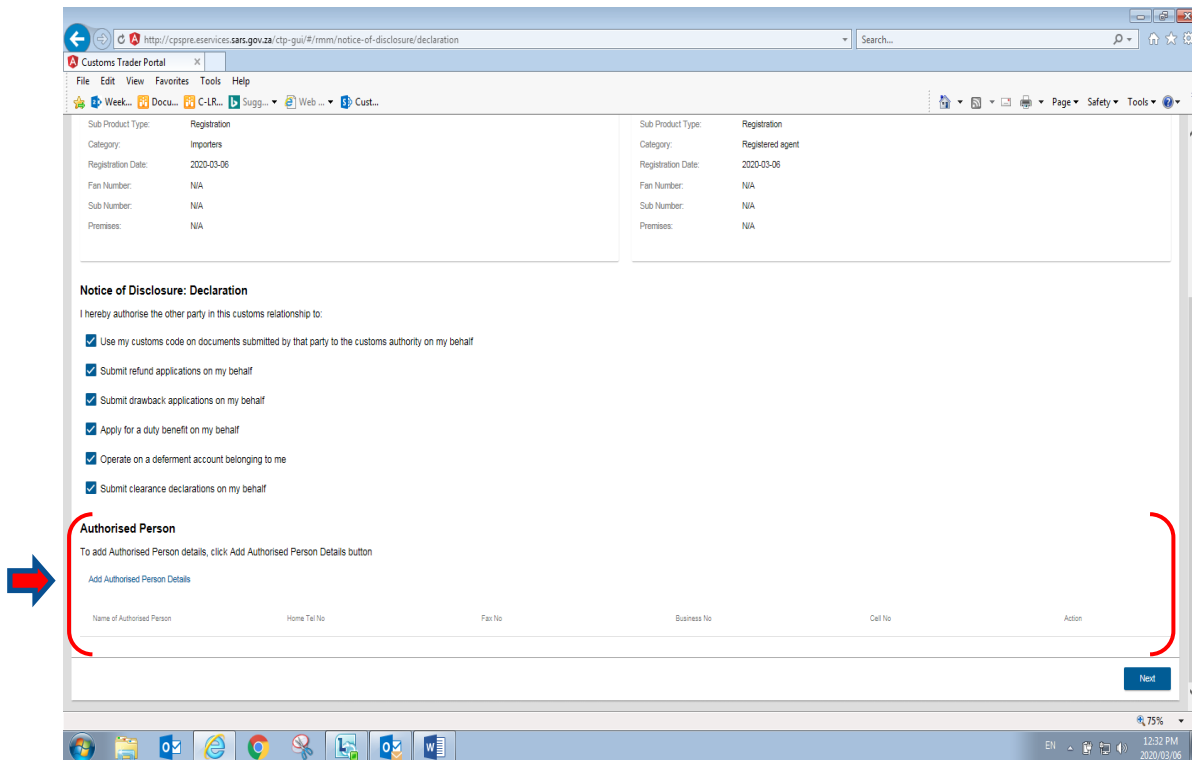 http://cpspre.eservices.sars.gov.za/ctp-gui/#/rmm/notice-of-disclosure/declaration
Search...
Customs Trader Portal X
File Edit View Favorites Tools Help
Week... Docu... C-LR... Sugg... Web ... Cust...
Page Safety Tools
Sub Product Type: Registration Sub Product Type: Registration
Category: Importers Category: Registered agent
Registration Date: 2020-03-06 Registration Date: 2020-03-06
Fan Number: N/A Fan Number: N/A
Sub Number: N/A Sub Number: N/A
Premises: N/A Premises: N/A
Notice of Disclosure: Declaration
I hereby authorise the other party in this customs relationship to:
Use my customs code on documents submitted by that party to the customs authority on my behalf
Submit refund applications on my behalf
Submit drawback applications on my behalf
Apply for a duty benefit on my behalf
Operate on a deferment account belonging to me
Submit clearance declarations on my behalf
Authorised Person
To add Authorised Person details, click Add Authorised Person Details button
Add Authorised Person Details
Name of Authorised Person Home Tel No Fax No Business No Cell No Action
Next
75%
EN 12:32 PM
2020/03/06